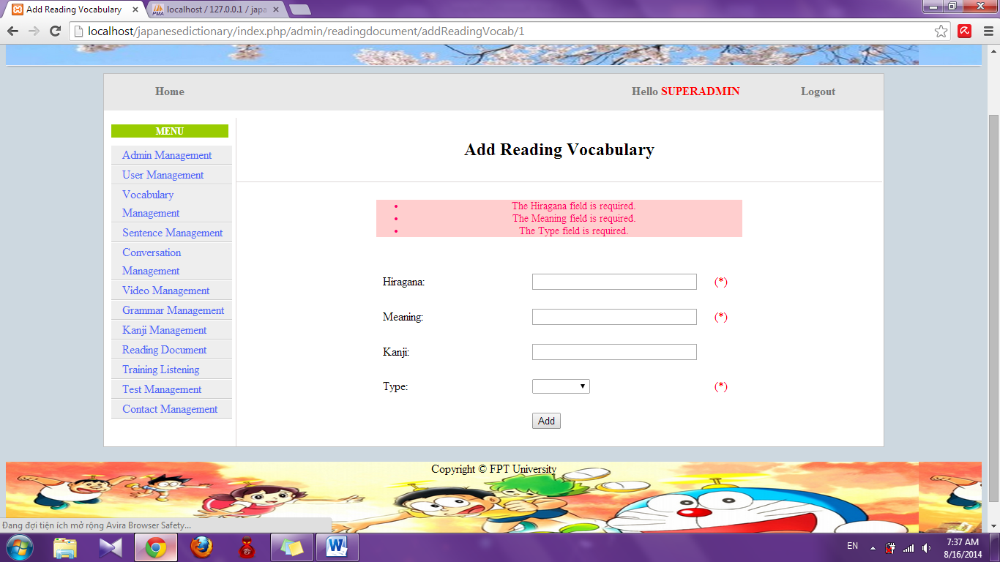 Add Reading Vocabulary
localhost / 127.0.0.1 / japa
localhost/japanesedictionary/index.php/admin/readingdocument/addReadingVocab/1
Home
Hello SUPERADMIN
Logout
MENU
Admin Management
User Management
Vocabulary
Management
Sentence Management
Conversation
Management
Video Management
Grammar Management
Kanji Management
Reading Document
Training Listening
Test Management
Contact Management
Add Reading Vocabulary
• The Hiragana field is required.
• The Meaning field is required.
• The Type field is required.
Hiragana: (*)
Meaning: (*)
Kanji:
Type: (*)
Add
Copyright © FPT University
Đang đợi tiện ích mở rộng Avira Browser Safety...
EN
7:37 AM
8/16/2014